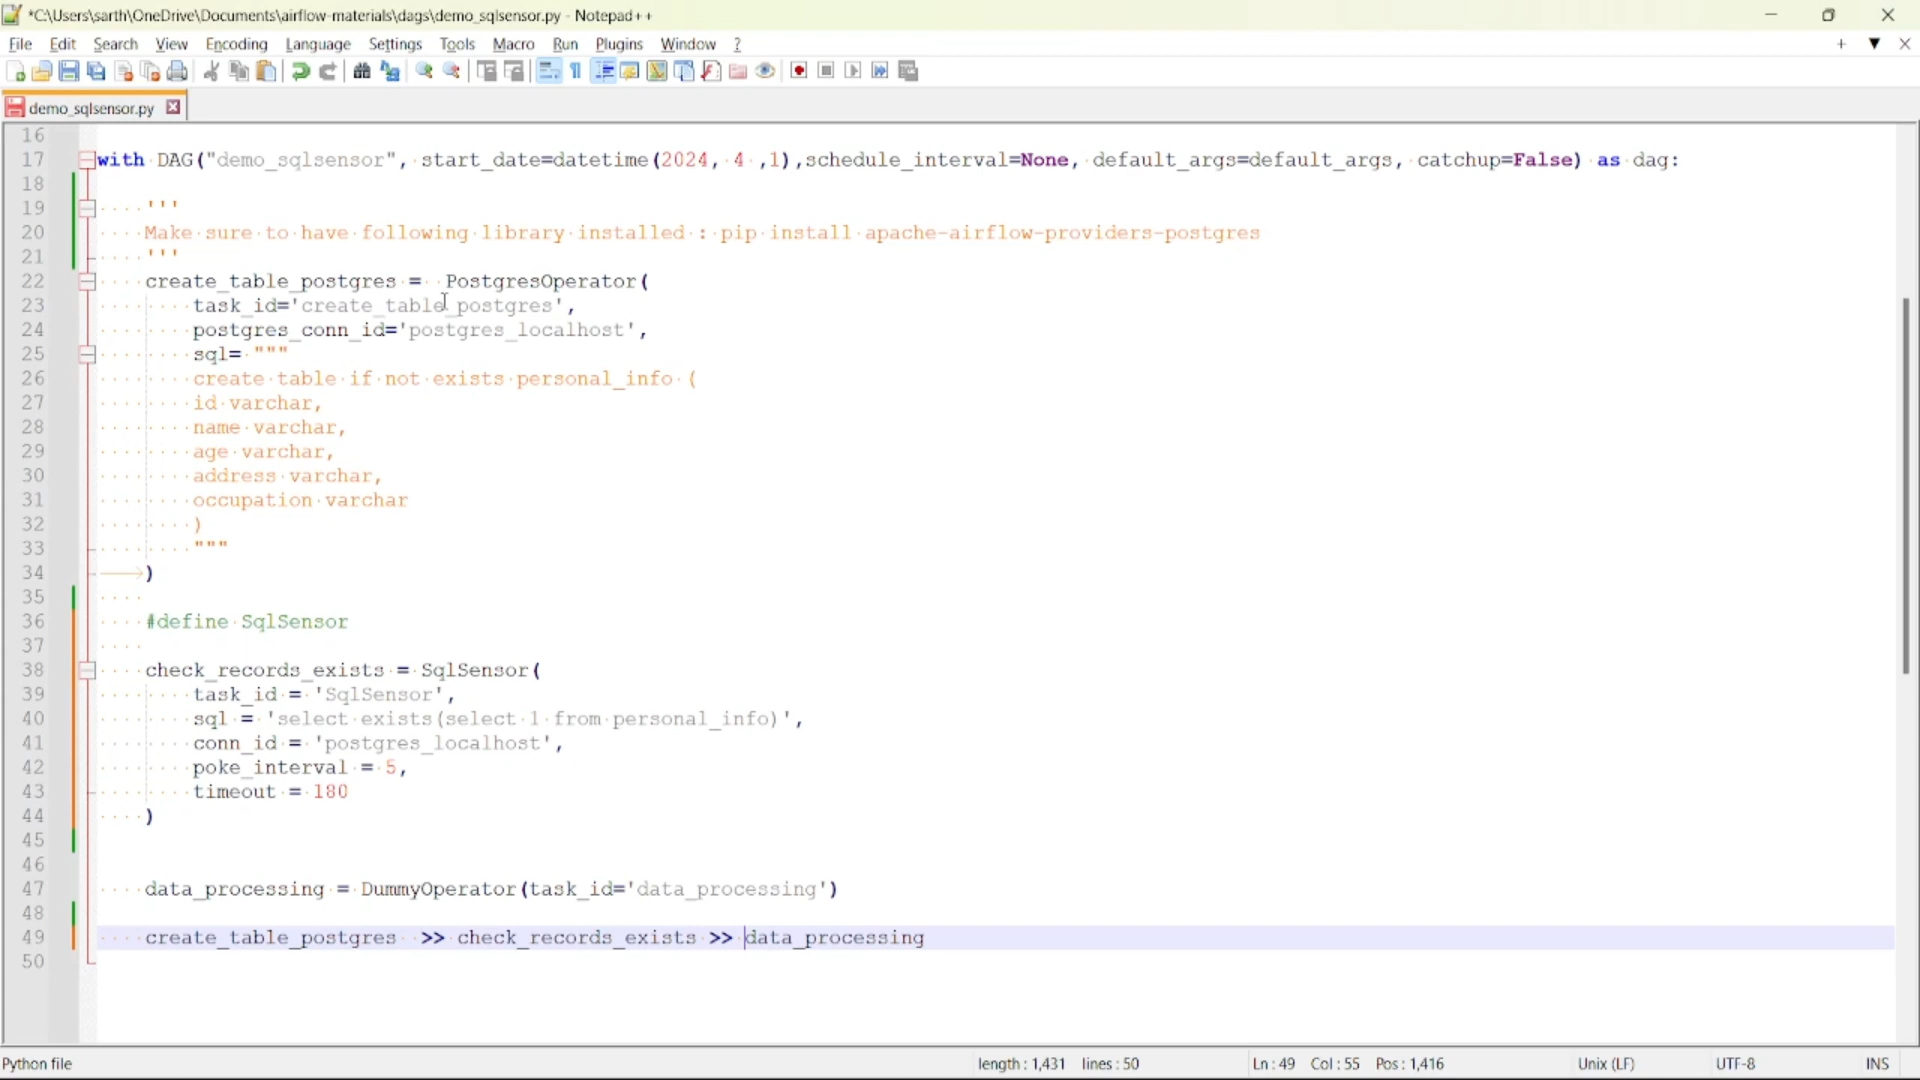 *C:\Users\sarth\OneDrive\Documents\airflow-materials\dags\demo_sqlsensor.py - Notepad++
File Edit Search View Encoding Language Settings Tools Macro Run Plugins Window ?
demo_sqlsensor.py
16
17 with DAG("demo_sqlsensor", start_date=datetime(2024, 4 ,1),schedule_interval=None, default_args=default_args, catchup=False) as dag:
18
19 '''
20 Make sure to have following library installed : pip install apache-airflow-providers-postgres
21 '''
22 create_table_postgres =  PostgresOperator(
23 task_id='create_table_postgres',
24 postgres_conn_id='postgres_localhost',
25 sql= """
26 create table if not exists personal_info (
27 id varchar,
28 name varchar,
29 age varchar,
30 address varchar,
31 occupation varchar
32 )
33 """
34 )
35
36 #define SqlSensor
37
38 check_records_exists = SqlSensor(
39 task_id = 'SqlSensor',
40 sql = 'select exists(select 1 from personal_info)',
41 conn_id = 'postgres_localhost',
42 poke_interval = 5,
43 timeout = 180
44 )
45
46
47 data_processing = DummyOperator(task_id='data_processing')
48
49 create_table_postgres  >> check_records_exists >> data_processing
50
Python file length : 1,431 lines : 50 Ln : 49 Col : 55 Pos : 1,416 Unix (LF) UTF-8 INS